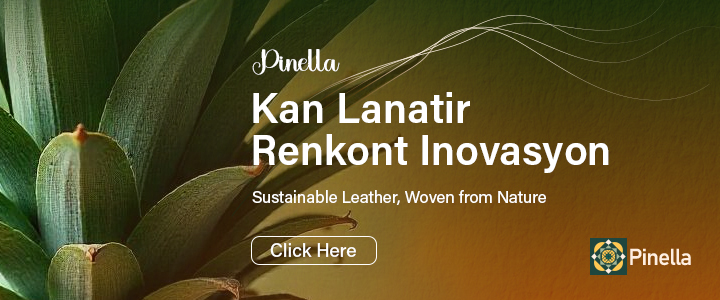 Pinella
Kan Lanatir
Renkont Inovasyon
Sustainable Leather, Woven from Nature
Click Here
Pinella